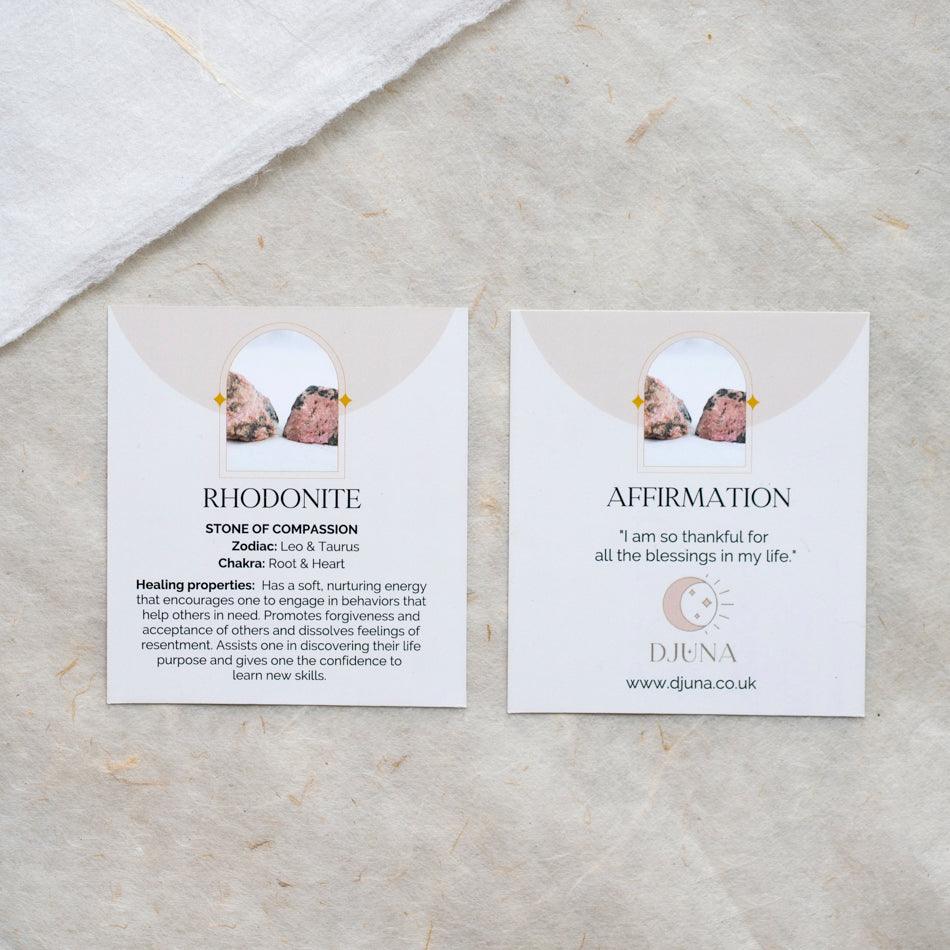 RHODONITE
STONE OF COMPASSION
Zodiac: Leo & Taurus
Chakra: Root & Heart
Healing properties: Has a soft, nurturing energy
that encourages one to engage in behaviors that
help others in need. Promotes forgiveness and
acceptance of others and dissolves feelings of
resentment. Assists one in discovering their life
purpose and gives one the confidence to
learn new skills.
AFFIRMATION
"I am so thankful for
all the blessings in my life."
DJUNA
www.djuna.co.uk